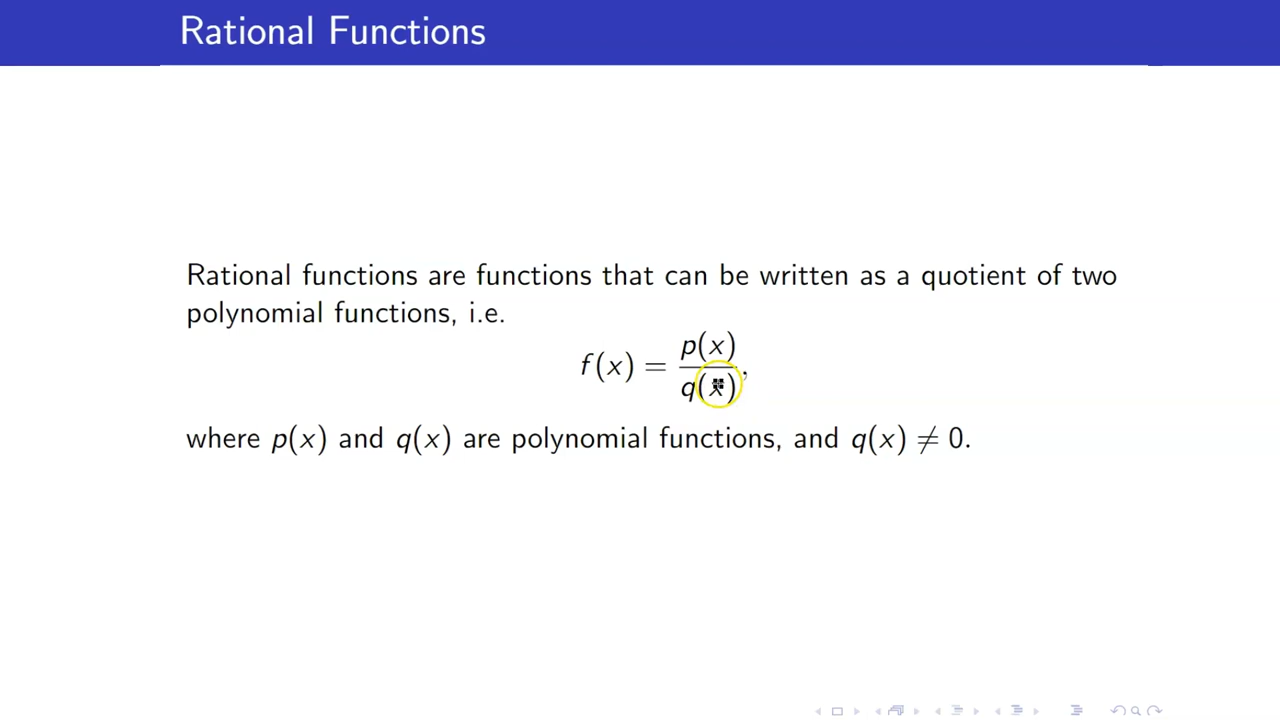 Rational Functions
Rational functions are functions that can be written as a quotient of two
polynomial functions, i.e.
f(x) = p(x)/q(x),
where p(x) and q(x) are polynomial functions, and q(x) ≠ 0.